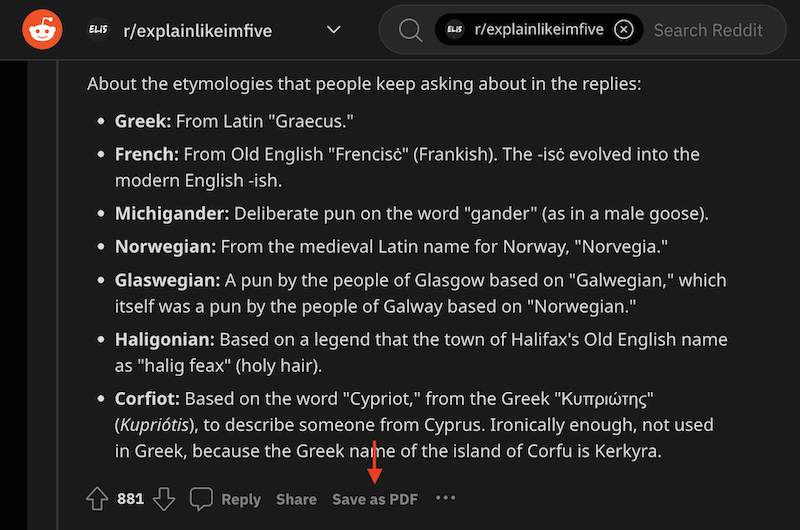 ELI5 r/explainlikeimfive ELI5 r/explainlikeimfive Search Reddit
About the etymologies that people keep asking about in the replies:
• Greek: From Latin "Graecus."
• French: From Old English "Frencisċ" (Frankish). The -isċ evolved into the
modern English -ish.
• Michigander: Deliberate pun on the word "gander" (as in a male goose).
• Norwegian: From the medieval Latin name for Norway, "Norvegia."
• Glaswegian: A pun by the people of Glasgow based on "Galwegian," which
itself was a pun by the people of Galway based on "Norwegian."
• Haligonian: Based on a legend that the town of Halifax's Old English name
as "halig feax" (holy hair).
• Corfiot: Based on the word "Cypriot," from the Greek "Κυπριώτης"
(Kupriótis), to describe someone from Cyprus. Ironically enough, not used
in Greek, because the Greek name of the island of Corfu is Kerkyra.
881 Reply Share Save as PDF ···